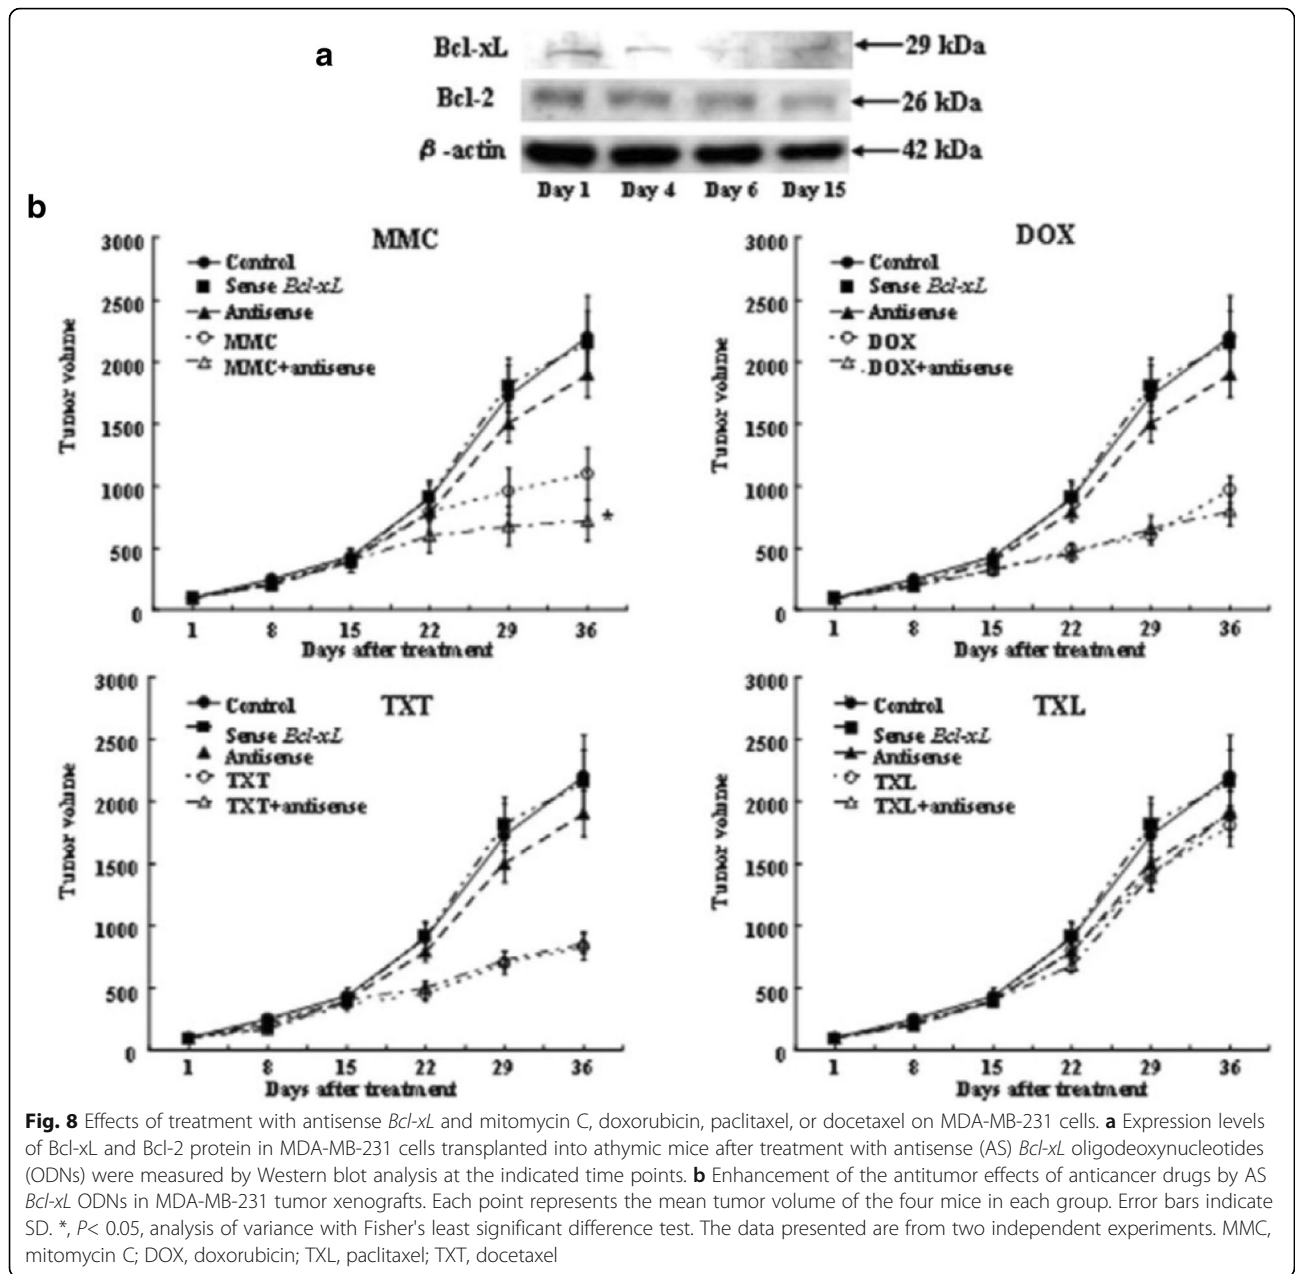 a
Bcl-xL
29 kDa
Bcl-2
26 kDa
β-actin
42 kDa
Day 1 Day 4 Day 6 Day 15
b
MMC
3000
2500
2000
1500
1000
500
0
Tumor volume
Control
Sense Bcl-xL
Antisense
MMC
MMC+antisense
*
1 8 15 22 29 36
Days after treatment
DOX
3000
2500
2000
1500
1000
500
0
Tumor volume
Control
Sense Bcl-xL
Antisense
DOX
DOX+antisense
1 8 15 22 29 36
Days after treatment
TXT
3000
2500
2000
1500
1000
500
0
Tumor volume
Control
Sense Bcl-xL
Antisense
TXT
TXT+antisense
1 8 15 22 29 36
Days after treatment
TXL
3000
2500
2000
1500
1000
500
0
Tumor volume
Control
Sense Bcl-xL
Antisense
TXL
TXL+antisense
1 8 15 22 29 36
Days after treatment
Fig. 8 Effects of treatment with antisense Bcl-xL and mitomycin C, doxorubicin, paclitaxel, or docetaxel on MDA-MB-231 cells. a Expression levels
of Bcl-xL and Bcl-2 protein in MDA-MB-231 cells transplanted into athymic mice after treatment with antisense (AS) Bcl-xL oligodeoxynucleotides
(ODNs) were measured by Western blot analysis at the indicated time points. b Enhancement of the antitumor effects of anticancer drugs by AS
Bcl-xL ODNs in MDA-MB-231 tumor xenografts. Each point represents the mean tumor volume of the four mice in each group. Error bars indicate
SD. *, P< 0.05, analysis of variance with Fisher's least significant difference test. The data presented are from two independent experiments. MMC,
mitomycin C; DOX, doxorubicin; TXL, paclitaxel; TXT, docetaxel